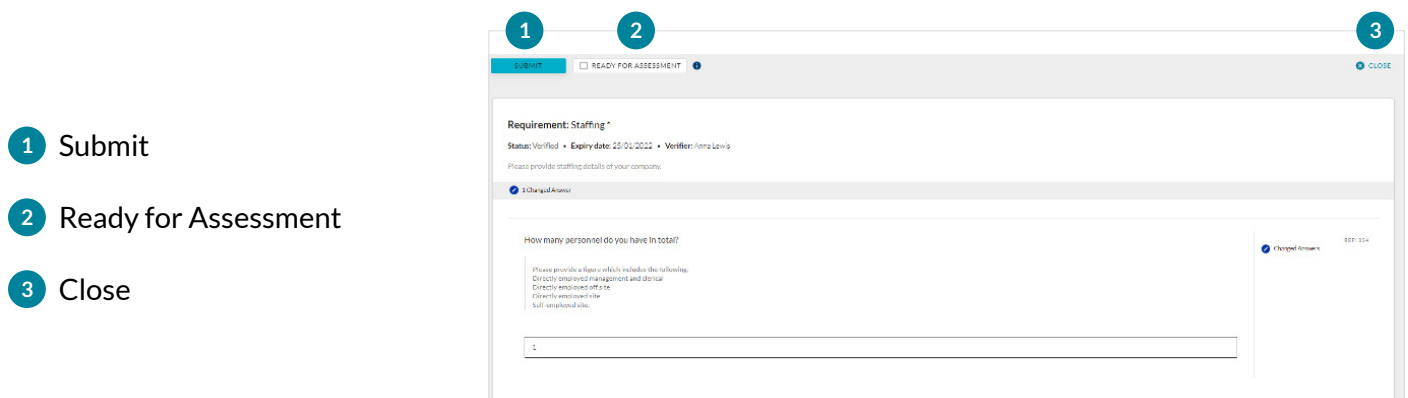 1 Submit
2 Ready for Assessment
3 Close
1 2 3
SUBMIT READY FOR ASSESSMENT CLOSE
Requirement: Staffing *
Status: Verified • Expiry date: 25/01/2022 • Verifier: Anna Lewis
Please provide staffing details of your company.
1 Changed Answer
How many personnel do you have in total?
Changed Answers
REF: 334
Please provide a figure which includes the following.
Directly employed management and clerical
Directly employed off site
Directly employed site
Self-employed site.
1